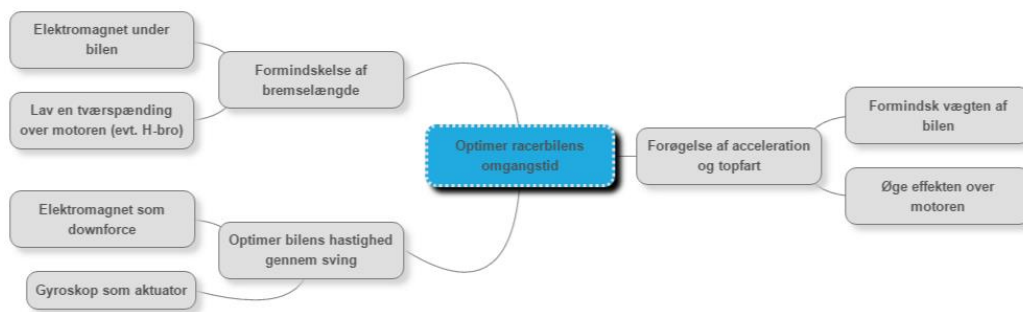 Elektromagnet under
bilen
Formindskelse af
bremselængde
Lav en tværspænding
over motoren (evt. H-bro)
Optimer racerbilens
omgangstid
Forøgelse af acceleration
og topfart
Formindsk vægten af
bilen
Øge effekten over
motoren
Elektromagnet som
downforce
Optimer bilens hastighed
gennem sving
Gyroskop som aktuator